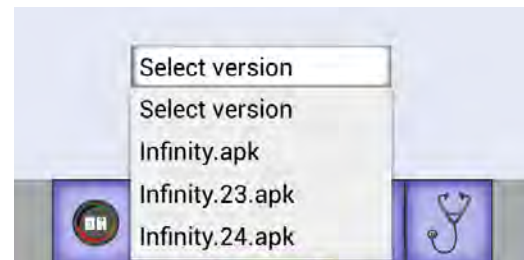 Select version
Select version
Infinity.apk
Infinity.23.apk
Infinity.24.apk